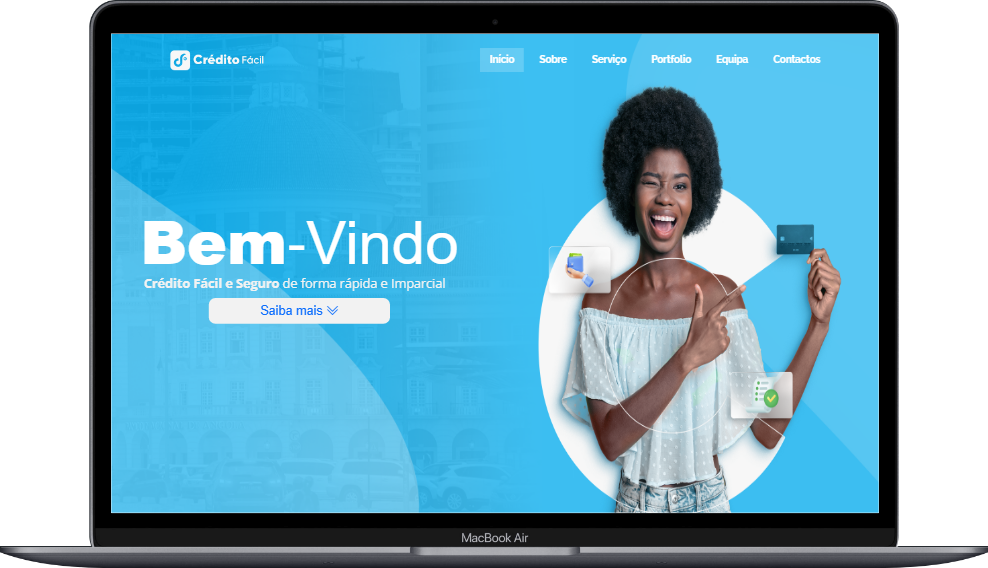 Crédito Fácil
Início Sobre Serviço Portfolio Equipa Contactos
Bem-Vindo
Crédito Fácil e Seguro de forma rápida e Imparcial
Saiba mais
MacBook Air